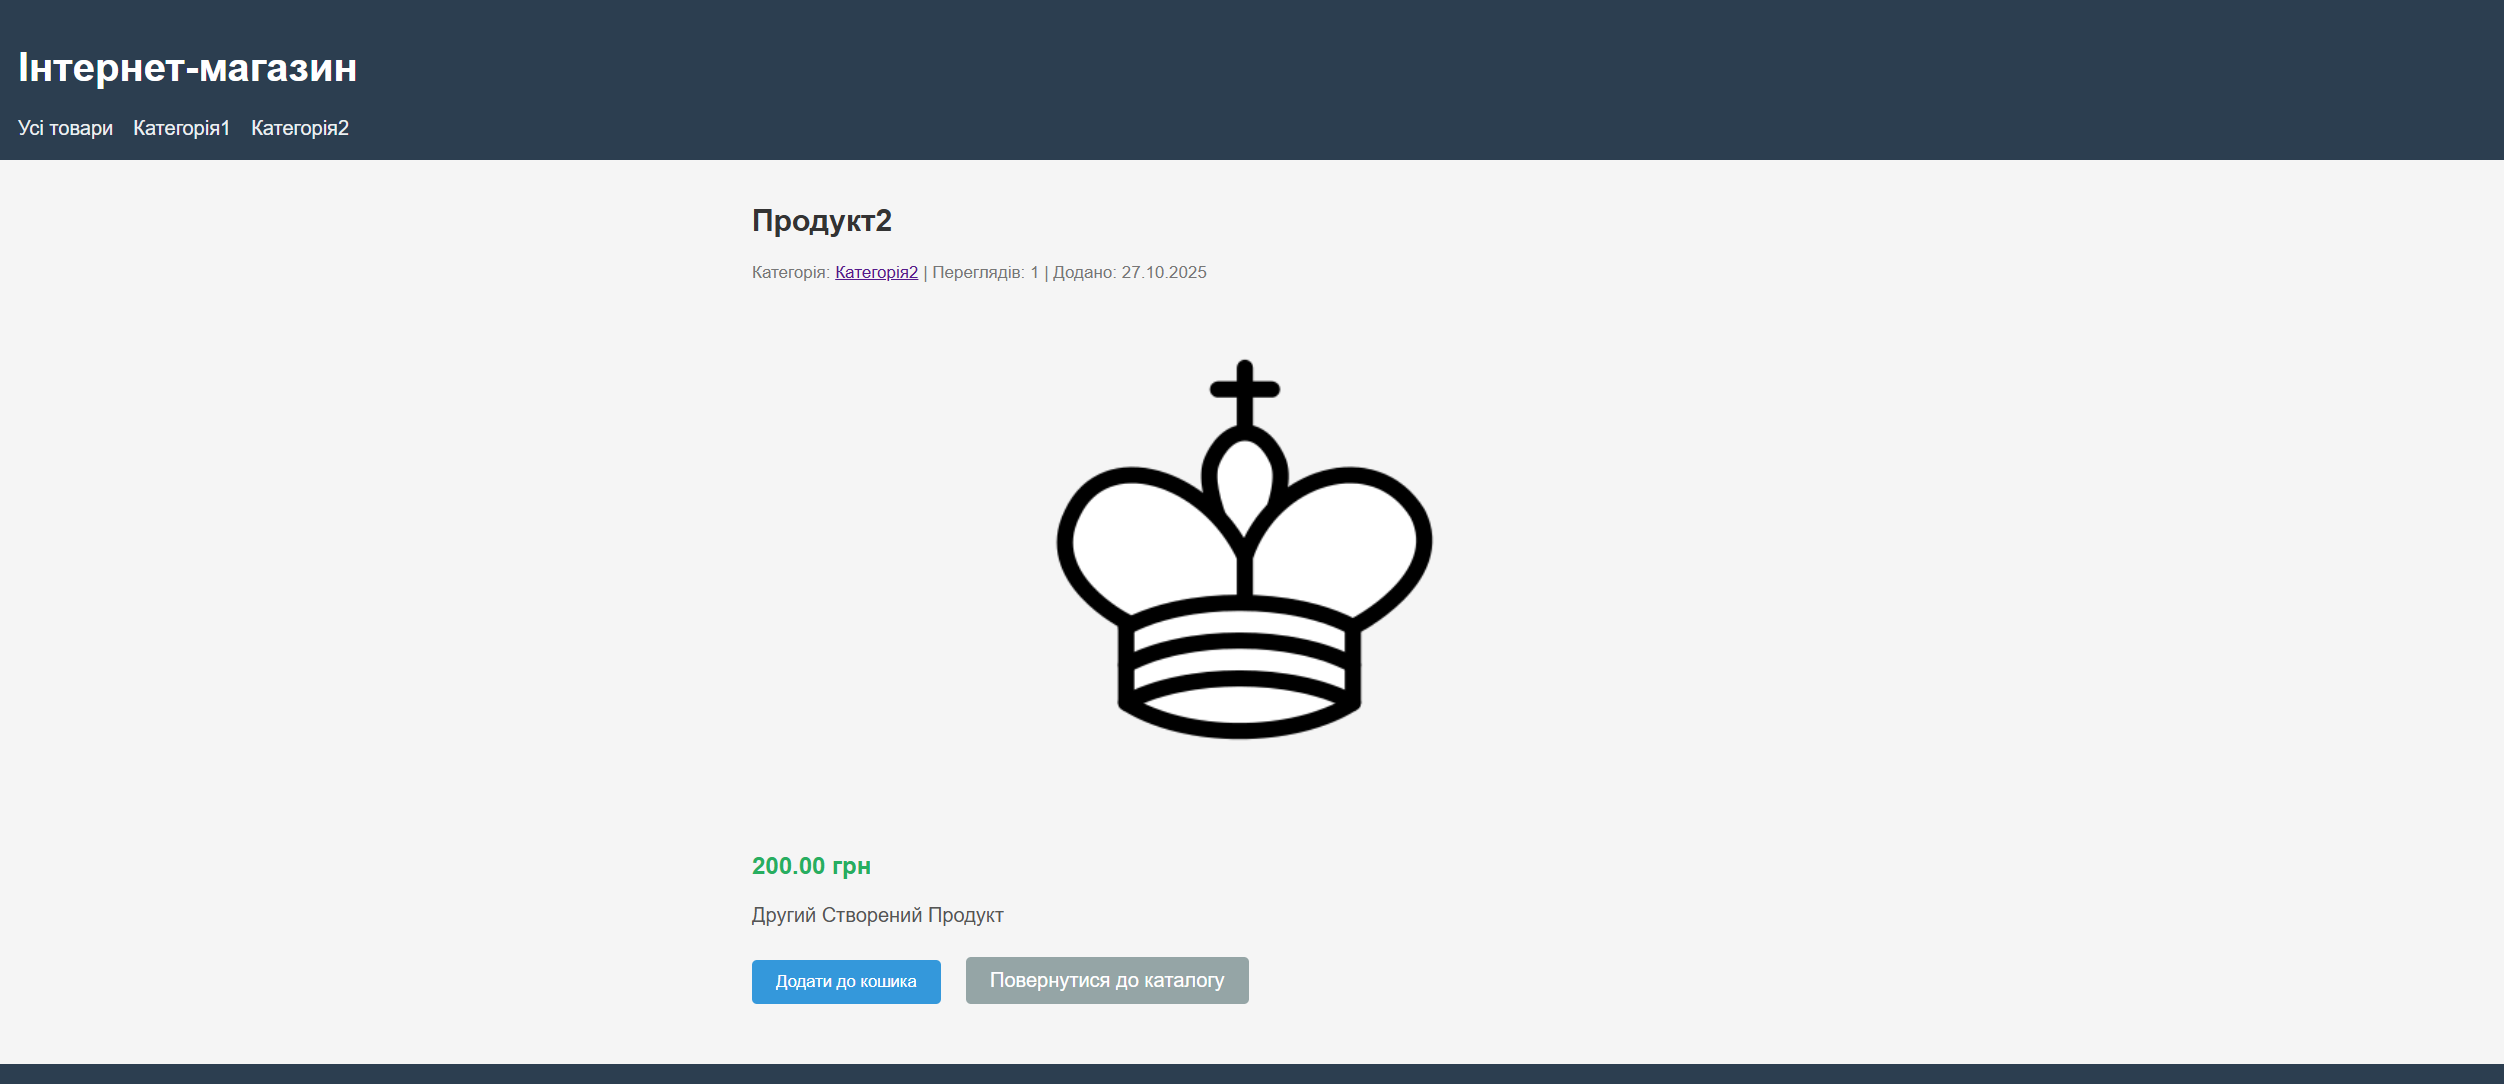 Інтернет-магазин
Усі товари Категорія1 Категорія2
Продукт2
Категорія: Категорія2 | Переглядів: 1 | Додано: 27.10.2025
200.00 грн
Другий Створений Продукт
Додати до кошика Повернутися до каталогу